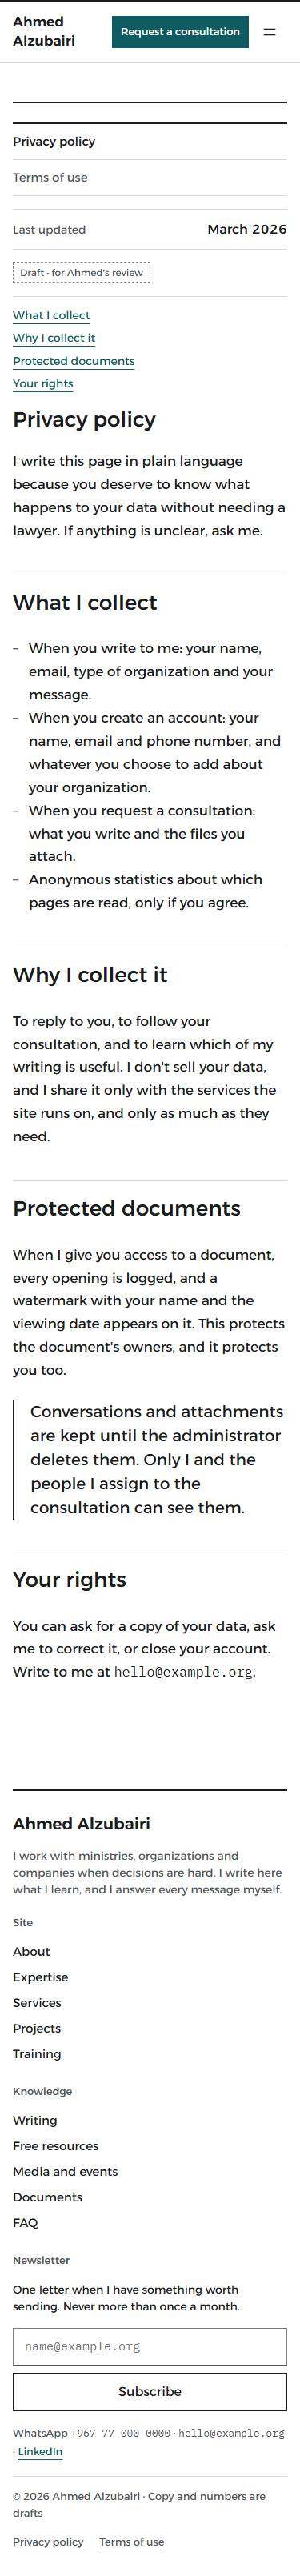 Ahmed
Alzubairi
Request a consultation
Privacy policy
Terms of use
Last updated
March 2026
Draft · for Ahmed's review
What I collect
Why I collect it
Protected documents
Your rights
Privacy policy
I write this page in plain language
because you deserve to know what
happens to your data without needing a
lawyer. If anything is unclear, ask me.
What I collect
– When you write to me: your name,
email, type of organization and your
message.
– When you create an account: your
name, email and phone number, and
whatever you choose to add about
your organization.
– When you request a consultation:
what you write and the files you
attach.
– Anonymous statistics about which
pages are read, only if you agree.
Why I collect it
To reply to you, to follow your
consultation, and to learn which of my
writing is useful. I don't sell your data,
and I share it only with the services the
site runs on, and only as much as they
need.
Protected documents
When I give you access to a document,
every opening is logged, and a
watermark with your name and the
viewing date appears on it. This protects
the document's owners, and it protects
you too.
Conversations and attachments
are kept until the administrator
deletes them. Only I and the
people I assign to the
consultation can see them.
Your rights
You can ask for a copy of your data, ask
me to correct it, or close your account.
Write to me at hello@example.org.
Ahmed Alzubairi
I work with ministries, organizations and
companies when decisions are hard. I write here
what I learn, and I answer every message myself.
Site
About
Expertise
Services
Projects
Training
Knowledge
Writing
Free resources
Media and events
Documents
FAQ
Newsletter
One letter when I have something worth
sending. Never more than once a month.
name@example.org
Subscribe
WhatsApp +967 77 000 0000 · hello@example.org
· LinkedIn
© 2026 Ahmed Alzubairi · Copy and numbers are
drafts
Privacy policy
Terms of use